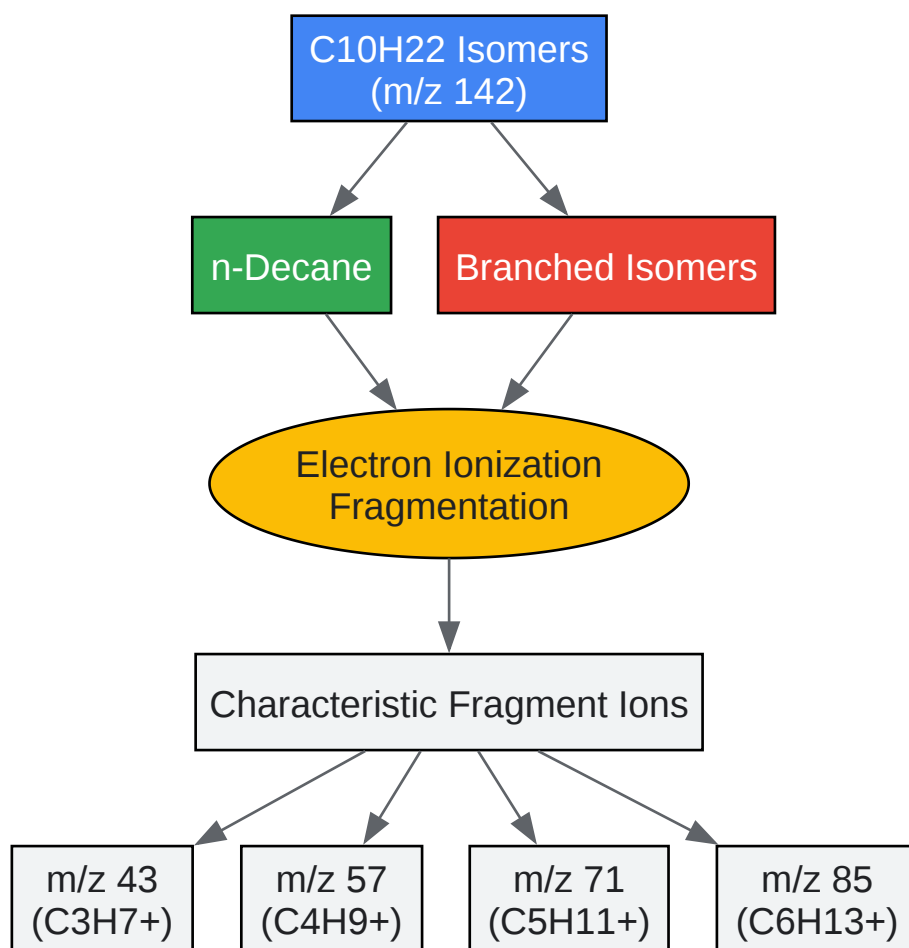 C10H22 Isomers
(m/z 142)
n-Decane
Branched Isomers
Electron Ionization
Fragmentation
Characteristic Fragment Ions
m/z 43
(C3H7+)
m/z 57
(C4H9+)
m/z 71
(C5H11+)
m/z 85
(C6H13+)